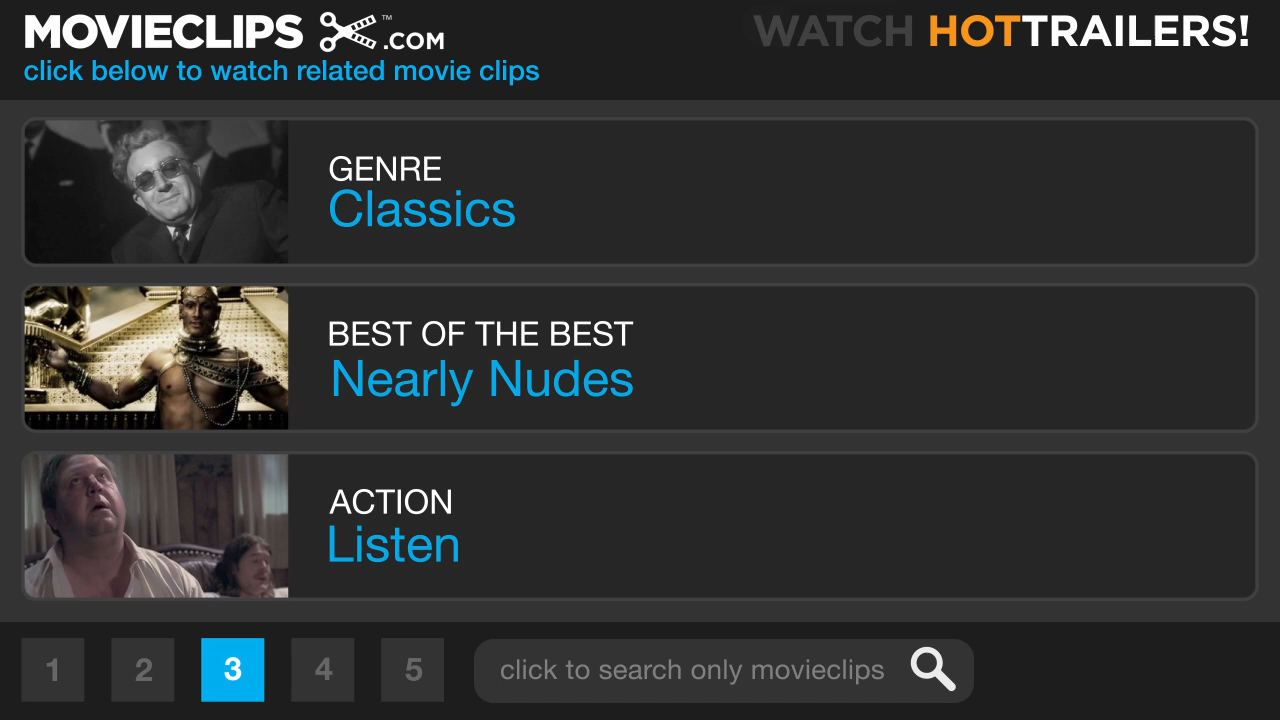 MOVIECLIPS ™ .COM
WATCH HOTTRAILERS!
click below to watch related movie clips
GENRE
Classics
BEST OF THE BEST
Nearly Nudes
ACTION
Listen
1 2 3 4 5 click to search only movieclips